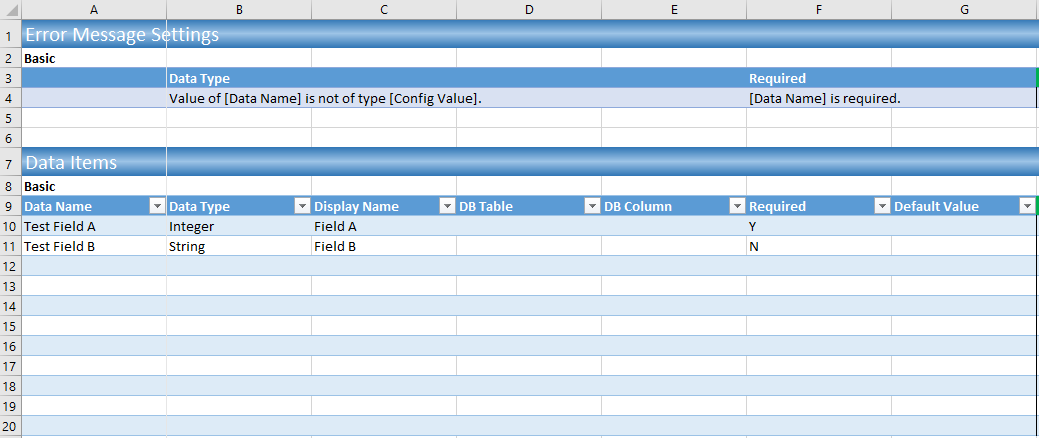 A B C D E F G
1 Error Message Settings
2 Basic
3 Data Type Required
4 Value of [Data Name] is not of type [Config Value]. [Data Name] is required.
5
6
7 Data Items
8 Basic
9 Data Name Data Type Display Name DB Table DB Column Required Default Value
10 Test Field A Integer Field A Y
11 Test Field B String Field B N
12
13
14
15
16
17
18
19
20